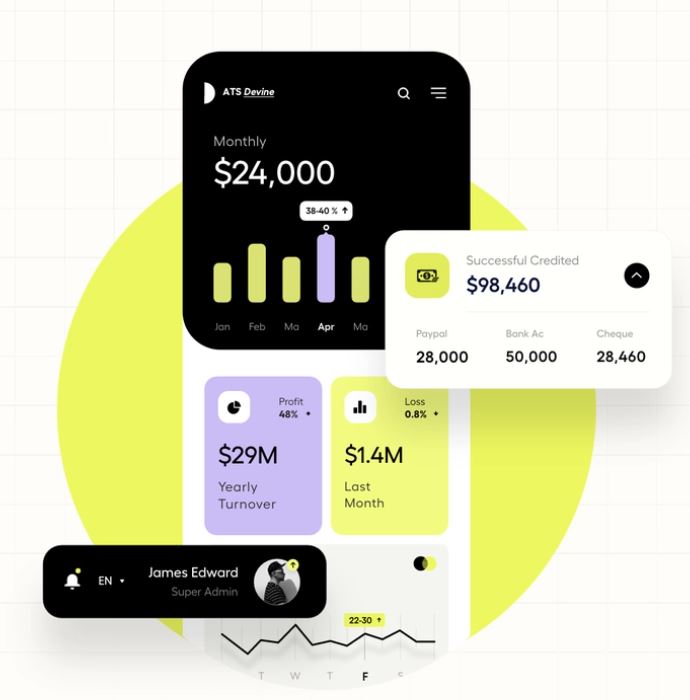 ATS Devine
Monthly
$24,000
38-40 % ↑
Jan Feb Ma Apr Ma
Successful Credited
$98,460
Paypal Bank Ac Cheque
28,000 50,000 28,460
Profit
48%
$29M
Yearly
Turnover
Loss
0.8%
$1.4M
Last
Month
EN
James Edward
Super Admin
22-30 ↑
T W T F S